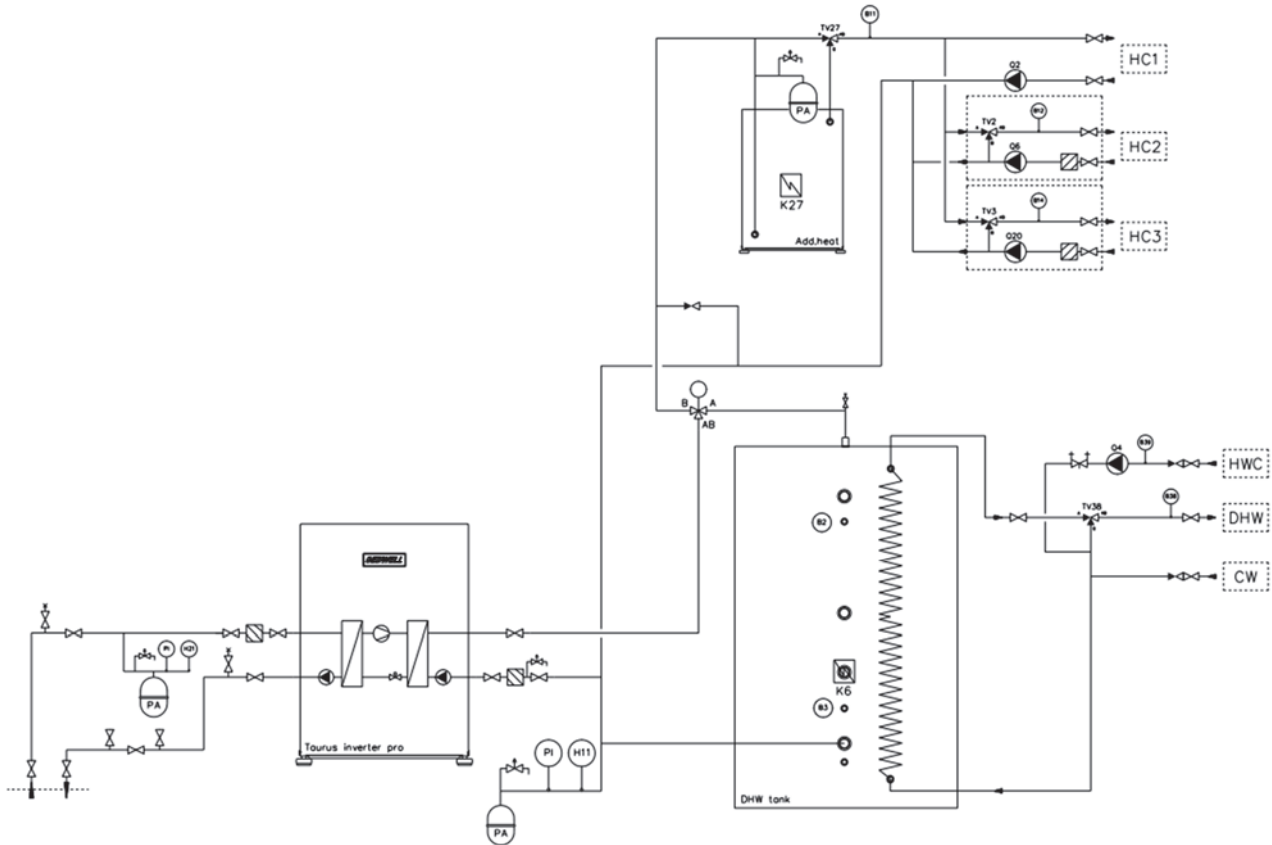 B11
TV27
HC1
Q2
PA
B12
TV2
HC2
Q6
K27
B14
TV3
HC3
Q20
Add.heat
B
A
AB
B39
Q4
HWC
B38
TV38
DHW
B2
CW
PI
H21
K6
PA
B3
Taurus inverter pro
PI
H11
DHW tank
PA